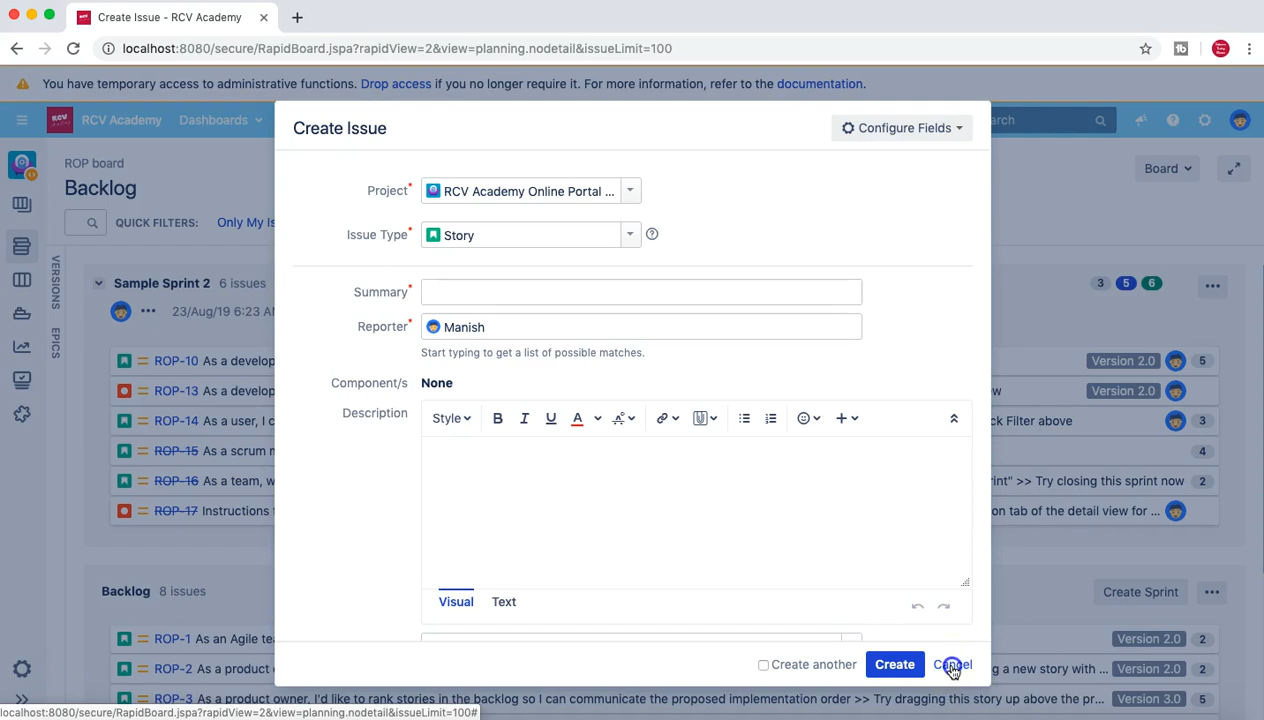 Create Issue - RCV Academy
localhost:8080/secure/RapidBoard.jspa?rapidView=2&view=planning.nodetail&issueLimit=100
You have temporary access to administrative functions. Drop access if you no longer require it. For more information, refer to the documentation.
RCV Academy Dashboards
ROP board
Backlog
Board
QUICK FILTERS: Only My Is
VERSIONS
EPICS
Sample Sprint 2 6 issues
3 5 6
23/Aug/19 6:23 A
ROP-10 As a develop
Version 2.0 5
ROP-13 As a develop
Version 2.0
ROP-14 As a user, I c
ck Filter above 3
ROP-15 As a scrum
4
ROP-16 As a team, w
int" >> Try closing this sprint now 2
ROP-17 Instructions
on tab of the detail view for ...
Backlog 8 issues
Create Sprint
ROP-1 As an Agile tea
Version 2.0 2
ROP-2 As a product
g a new story with ... Version 2.0 2
ROP-3 As a product owner, I'd like to rank stories in the backlog so I can communicate the proposed implementation order >> Try dragging this story up above the pr... Version 3.0 5
Create Issue
Configure Fields
Project* RCV Academy Online Portal ...
Issue Type* Story
Summary*
Reporter* Manish
Start typing to get a list of possible matches.
Component/s None
Description
Style B I U A
Visual Text
Create another Create Cancel
localhost:8080/secure/RapidBoard.jspa?rapidView=2&view=planning.nodetail&issueLimit=100#